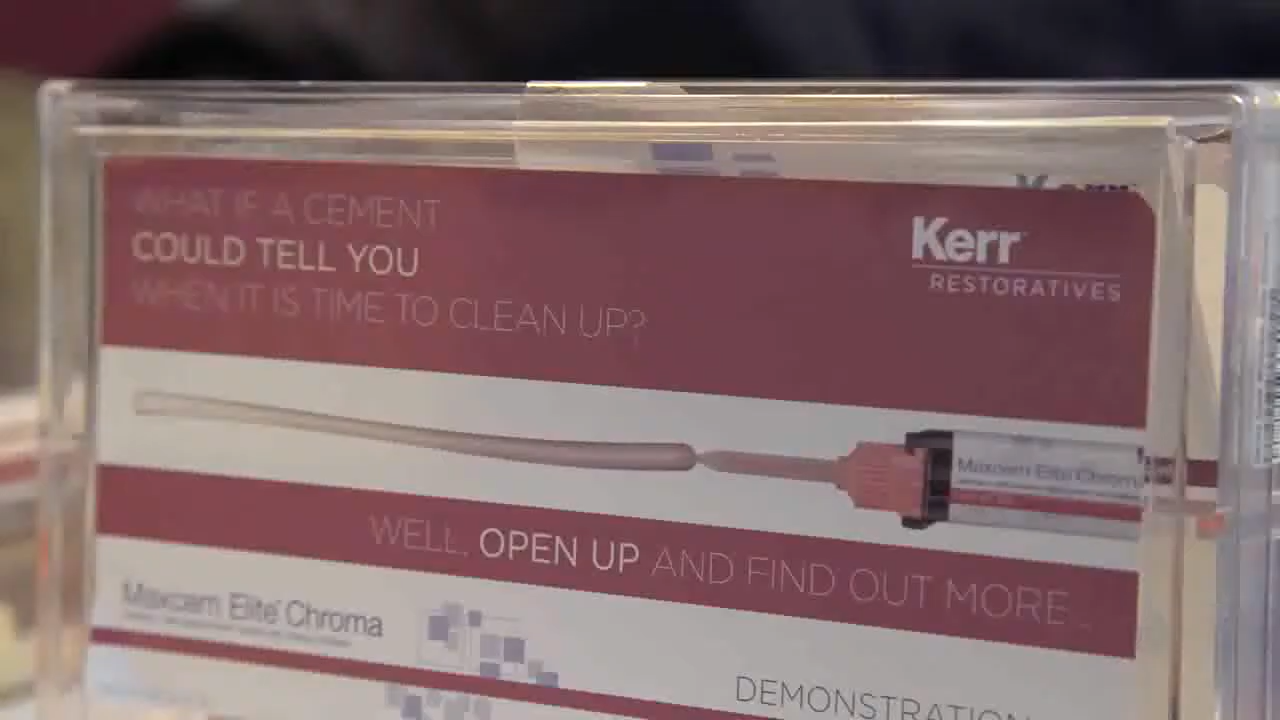 WHAT IF A CEMENT
COULD TELL YOU
WHEN IT IS TIME TO CLEAN UP?
Kerr
RESTORATIVES
Maxcem Elite Chroma
WELL, OPEN UP AND FIND OUT MORE...
Maxcem Elite Chroma
DEMONSTRATION